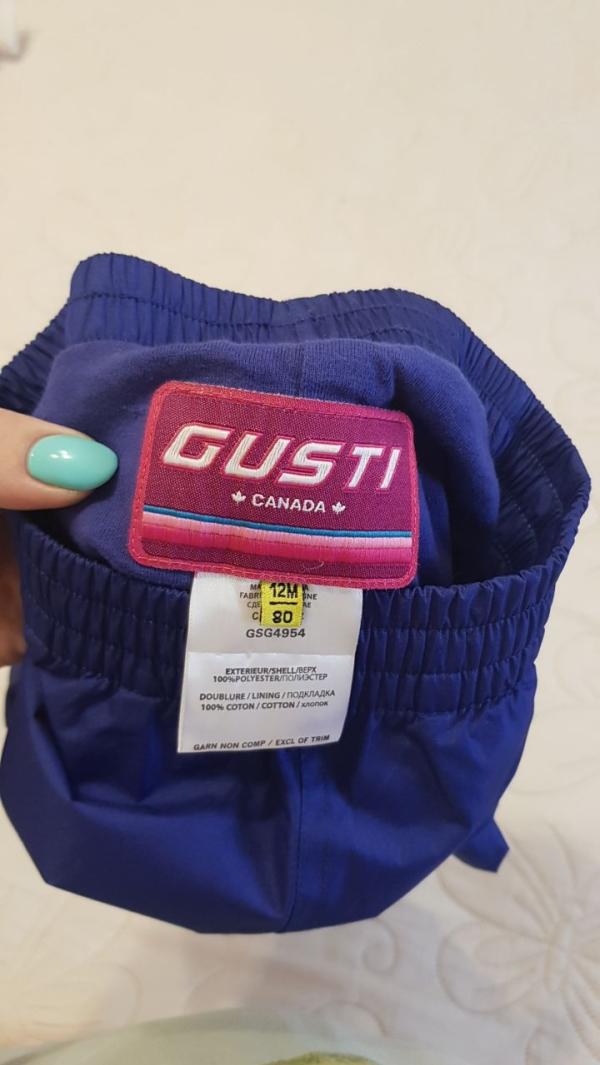 GUSTI
CANADA
12M
80
GSG4954
EXTERIEUR/SHELL/ВЕРХ
100%POLYESTER/ПОЛИЭСТЕР
DOUBLURE / LINING / ПОДКЛАДКА
100% COTON / COTTON / хлопок
GARN NON COMP / EXCL OF TRIM